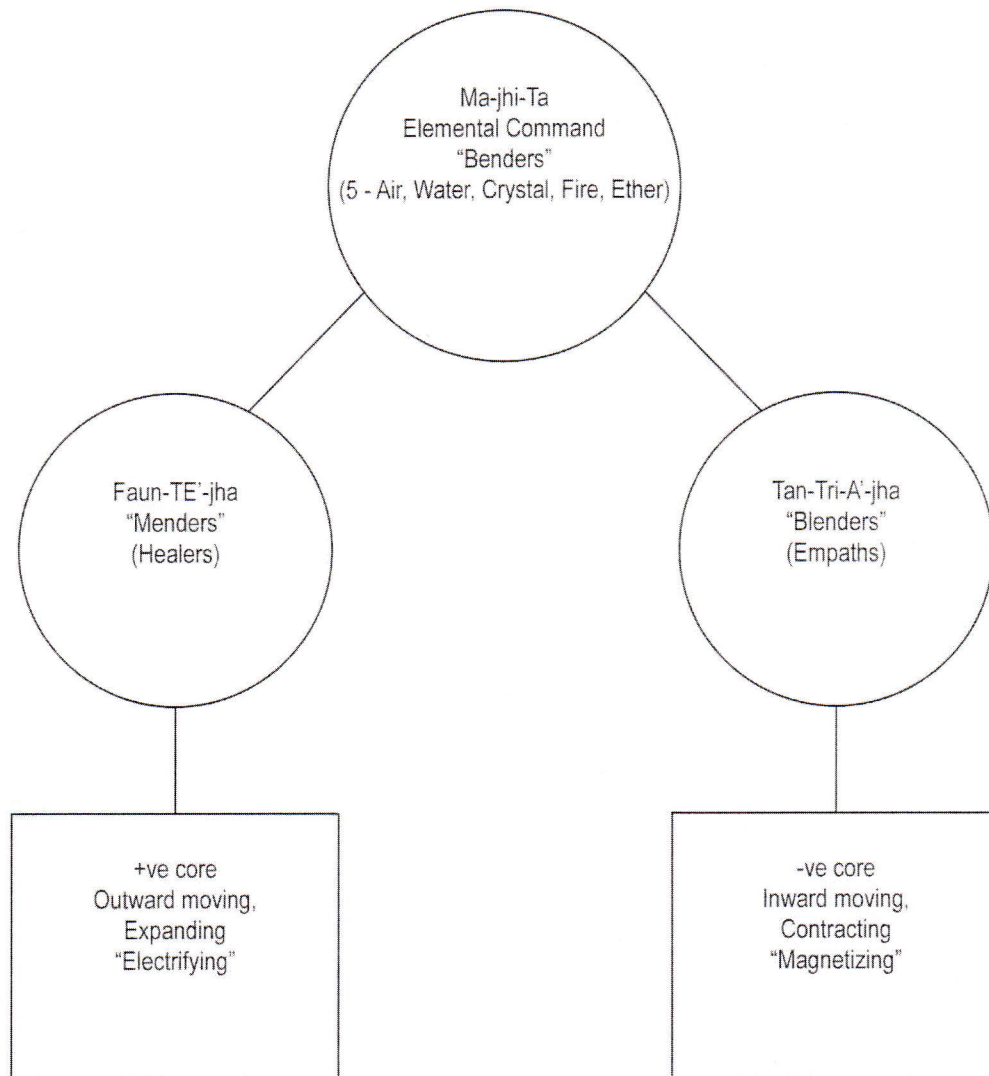 Ma-jhi-Ta
Elemental Command
“Benders”
(5 - Air, Water, Crystal, Fire, Ether)
Faun-TE’-jha
“Menders”
(Healers)
Tan-Tri-A’-jha
“Blenders”
(Empaths)
+ve core
Outward moving,
Expanding
“Electrifying”
-ve core
Inward moving,
Contracting
“Magnetizing”